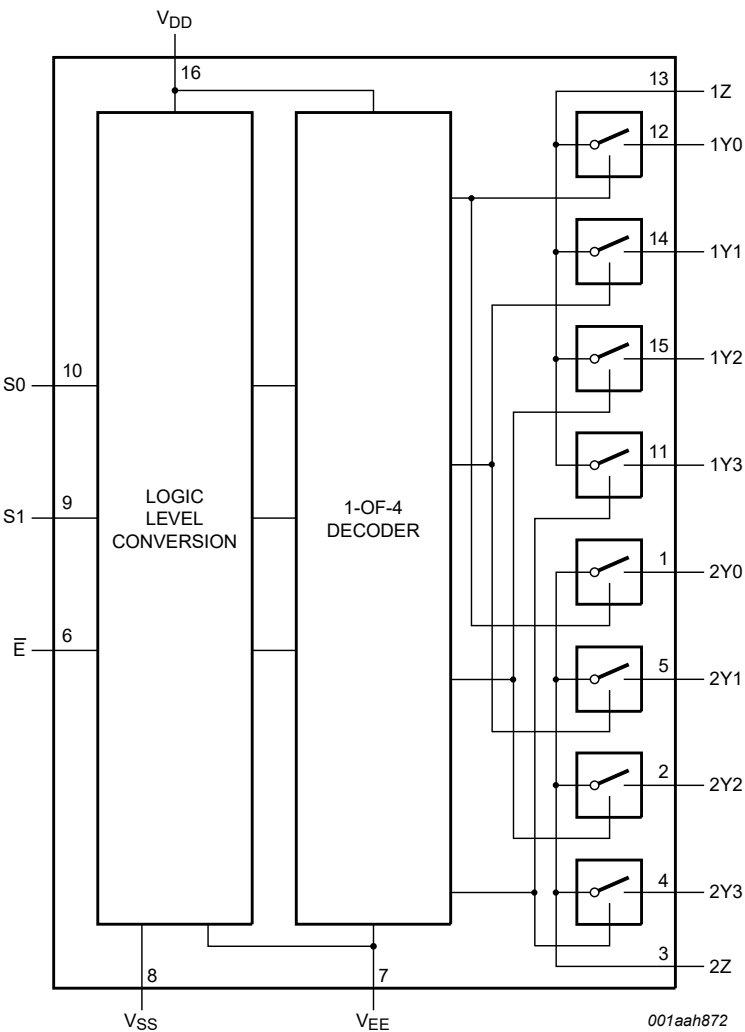 VDD
16
13
1Z
12
1Y0
14
1Y1
15
1Y2
S0
10
11
1Y3
S1
9
LOGIC
LEVEL
CONVERSION
1-OF-4
DECODER
1
2Y0
E̅
6
5
2Y1
2
2Y2
4
2Y3
3
2Z
8
7
VSS
VEE
001aah872